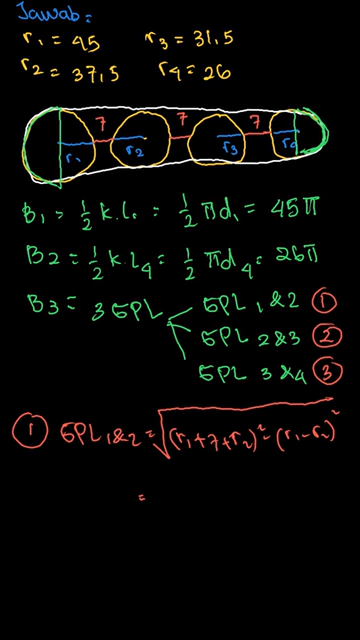 Jawab =
r₁ = 45 r₃ = 31,5
r₂ = 37,5 r₄ = 26
7 7 7
r₁ r₂ r₃ r₄
B₁ = 1/2 k.l₁ = 1/2 πd₁ = 45π
B2 = 1/2 k.l₄ = 1/2 πd₄ = 26π
B3 = 3 GPL GPL 1 & 2 ①
GPL 2 & 3 ②
GPL 3 & 4 ③
① GPL 1&2 = √(r₁+7+r₂)² - (r₁-r₂)²
=